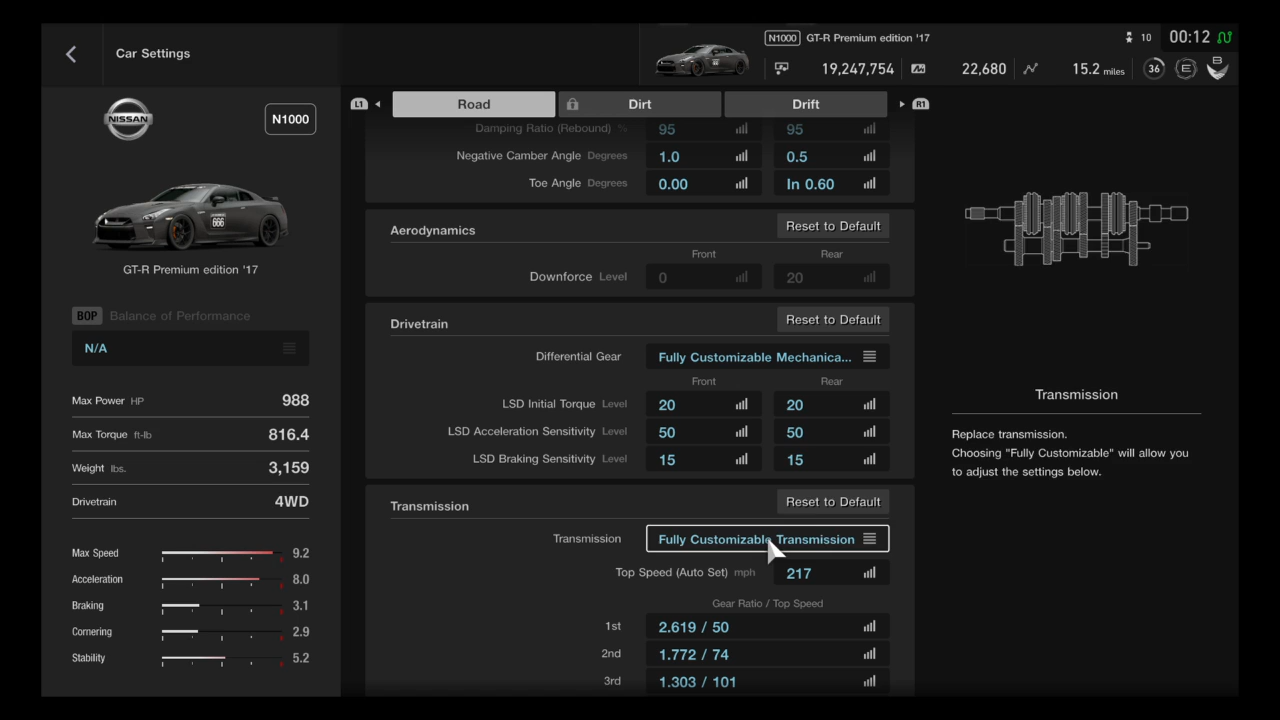 Car Settings
N1000 GT-R Premium edition '17
10 00:12
19,247,754 22,680 15.2 miles 36 E B
NISSAN
N1000
666
GT-R Premium edition '17
BOP Balance of Performance
N/A
Max Power HP 988
Max Torque ft-lb 816.4
Weight lbs. 3,159
Drivetrain 4WD
Max Speed 9.2
Acceleration 8.0
Braking 3.1
Cornering 2.9
Stability 5.2
L1 Road Dirt Drift R1
Damping Ratio (Rebound) % 95 95
Negative Camber Angle Degrees 1.0 0.5
Toe Angle Degrees 0.00 In 0.60
Aerodynamics Reset to Default
Front Rear
Downforce Level 0 20
Drivetrain Reset to Default
Differential Gear Fully Customizable Mechanica...
Front Rear
LSD Initial Torque Level 20 20
LSD Acceleration Sensitivity Level 50 50
LSD Braking Sensitivity Level 15 15
Transmission Reset to Default
Transmission Fully Customizable Transmission
Top Speed (Auto Set) mph 217
Gear Ratio / Top Speed
1st 2.619 / 50
2nd 1.772 / 74
3rd 1.303 / 101
Transmission
Replace transmission.
Choosing "Fully Customizable" will allow you
to adjust the settings below.